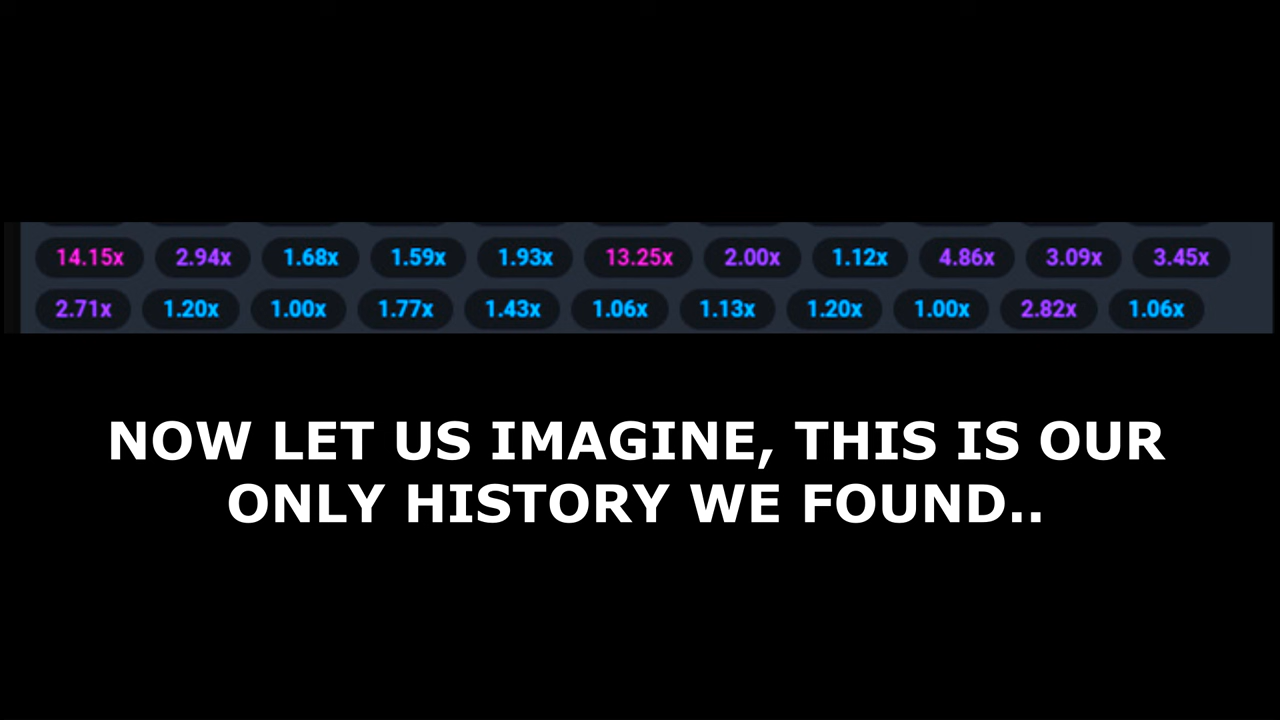 14.15x 2.94x 1.68x 1.59x 1.93x 13.25x 2.00x 1.12x 4.86x 3.09x 3.45x
2.71x 1.20x 1.00x 1.77x 1.43x 1.06x 1.13x 1.20x 1.00x 2.82x 1.06x
NOW LET US IMAGINE, THIS IS OUR
ONLY HISTORY WE FOUND..